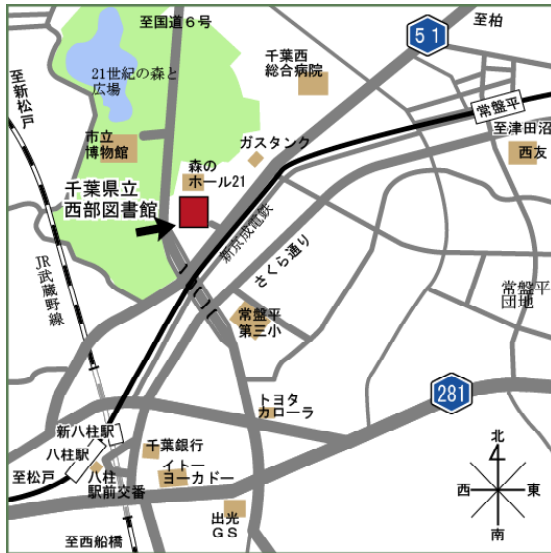 至国道６号
至柏
51
千葉西
総合病院
21世紀の森と
広場
至新松戸
常盤平
至津田沼
西友
市立
博物館
ガスタンク
森の
ホール21
千葉県立
西部図書館
新京成電鉄
さくら通り
JR武蔵野線
常盤平
団地
常盤平
第三小
281
トヨタ
カローラ
新八柱駅
八柱駅
千葉銀行
イトー
ヨーカドー
至松戸
八柱
駅前交番
出光
ＧＳ
至西船橋
北
西
東
南